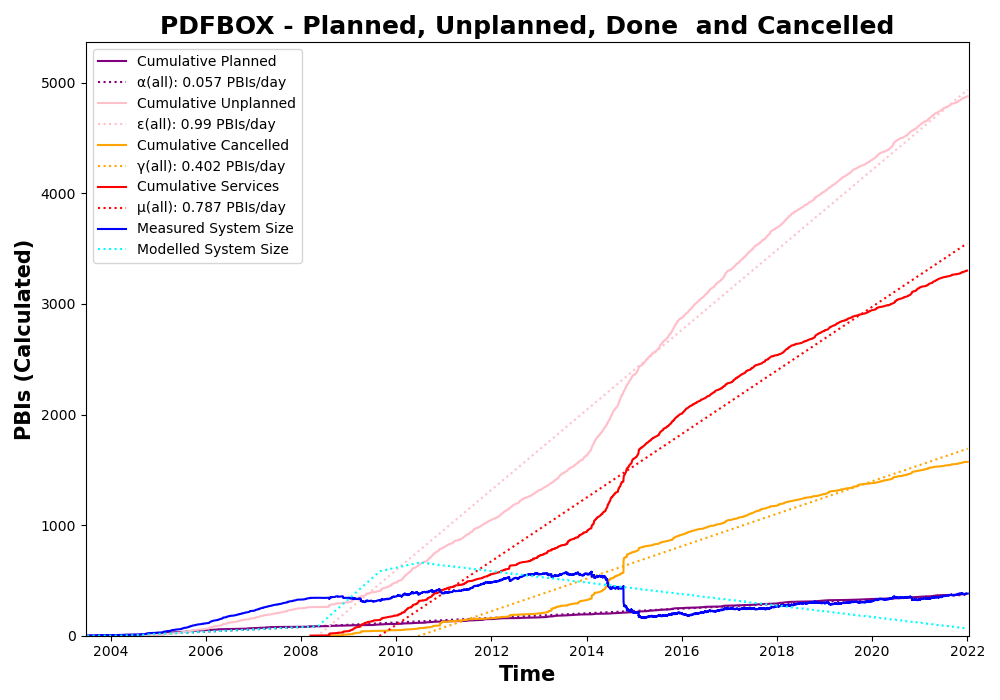 PDFBOX - Planned, Unplanned, Done  and Cancelled
Cumulative Planned
α(all): 0.057 PBIs/day
Cumulative Unplanned
ε(all): 0.99 PBIs/day
Cumulative Cancelled
γ(all): 0.402 PBIs/day
Cumulative Services
μ(all): 0.787 PBIs/day
Measured System Size
Modelled System Size
PBIs (Calculated)
5000
4000
3000
2000
1000
0
2004 2006 2008 2010 2012 2014 2016 2018 2020 2022
Time